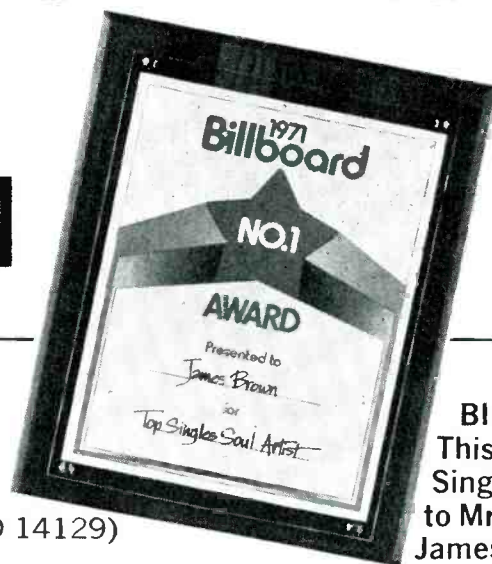 1971
Billboard
NO.1
AWARD
Presented to
James Brown
for
Top Singles Soul Artist
14129)
This
Sing
to Mr
James